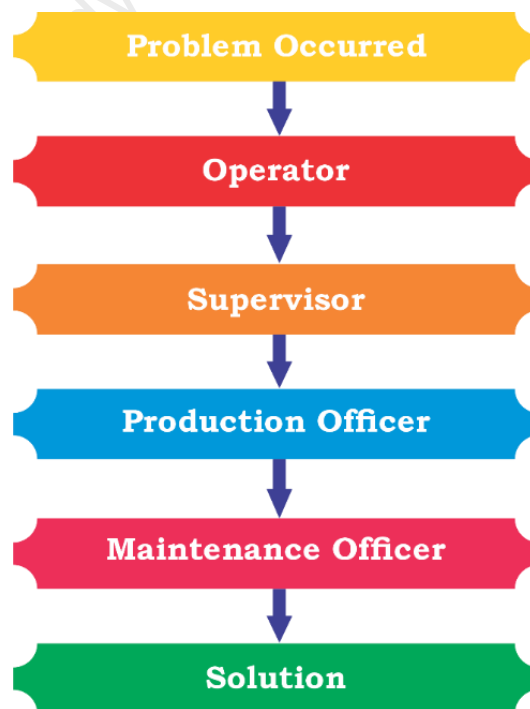 Problem Occurred
Operator
Supervisor
Production Officer
Maintenance Officer
Solution